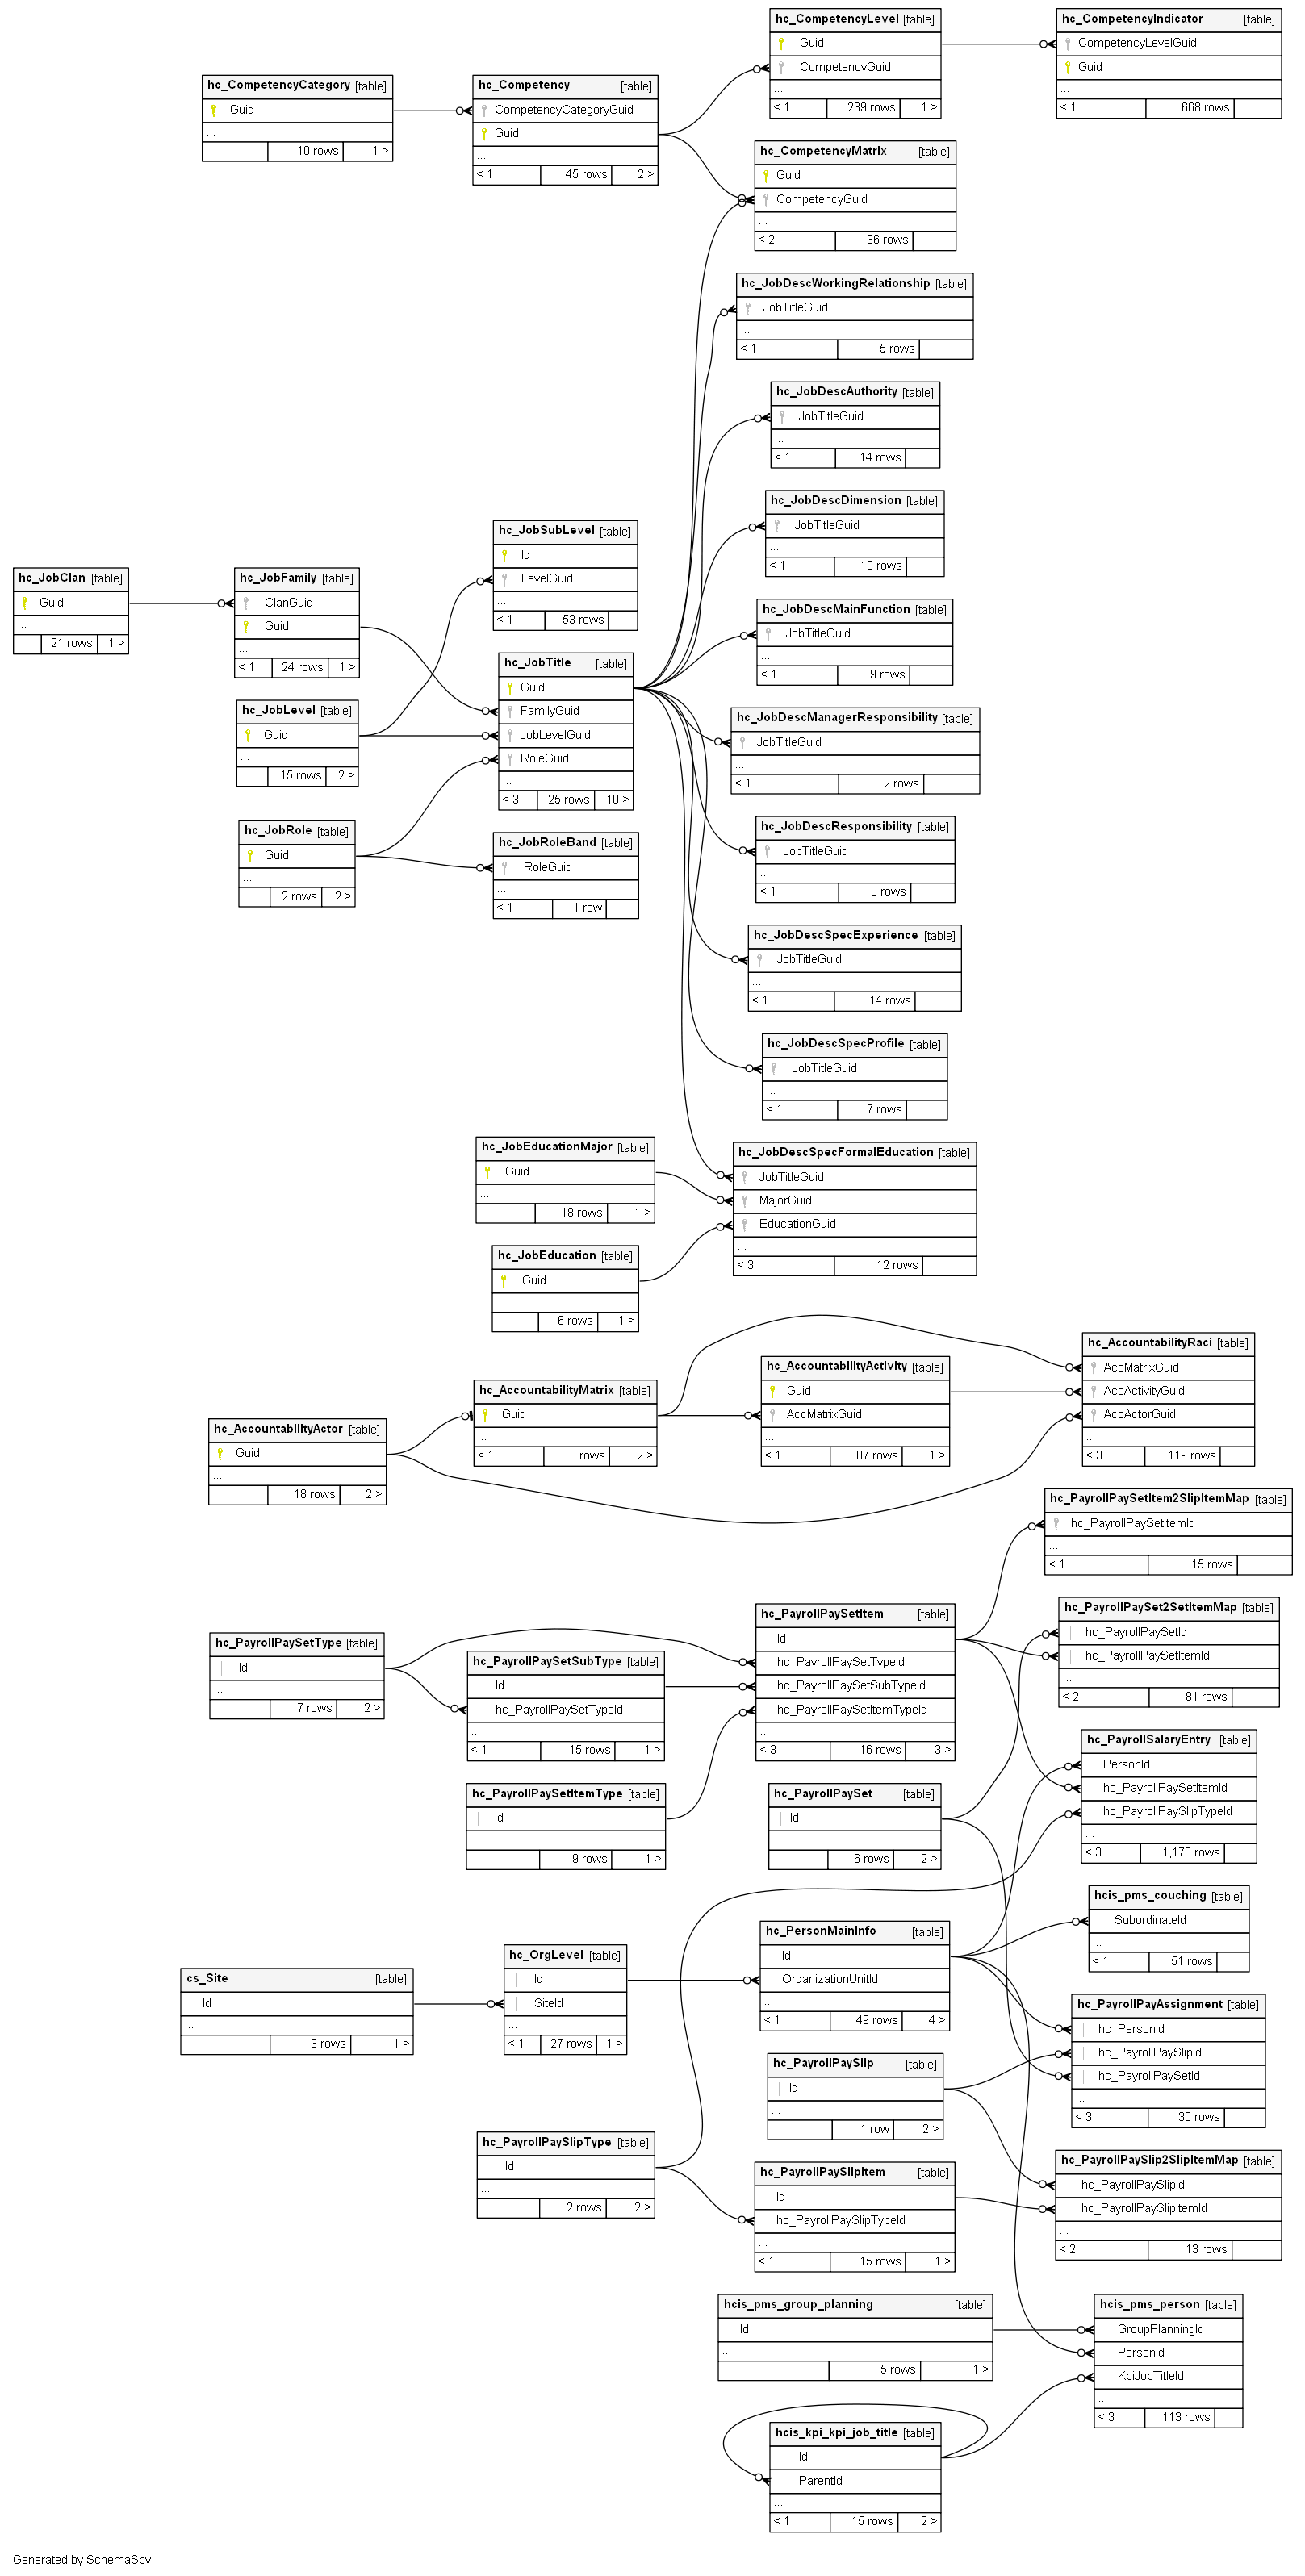 hc_CompetencyLevel [table]
Guid
CompetencyGuid
...
< 1 239 rows 1 >
hc_CompetencyIndicator [table]
CompetencyLevelGuid
Guid
...
< 1 668 rows
hc_CompetencyCategory [table]
Guid
...
10 rows 1 >
hc_Competency [table]
CompetencyCategoryGuid
Guid
...
< 1 45 rows 2 >
hc_CompetencyMatrix [table]
Guid
CompetencyGuid
...
< 2 36 rows
hc_JobDescWorkingRelationship [table]
JobTitleGuid
...
< 1 5 rows
hc_JobDescAuthority [table]
JobTitleGuid
...
< 1 14 rows
hc_JobDescDimension [table]
JobTitleGuid
...
< 1 10 rows
hc_JobSubLevel [table]
Id
LevelGuid
...
< 1 53 rows
hc_JobClan [table]
Guid
...
21 rows 1 >
hc_JobFamily [table]
ClanGuid
Guid
...
< 1 24 rows 1 >
hc_JobDescMainFunction [table]
JobTitleGuid
...
< 1 9 rows
hc_JobTitle [table]
Guid
FamilyGuid
JobLevelGuid
RoleGuid
...
< 3 25 rows 10 >
hc_JobLevel [table]
Guid
...
15 rows 2 >
hc_JobDescManagerResponsibility [table]
JobTitleGuid
...
< 1 2 rows
hc_JobRole [table]
Guid
...
2 rows 2 >
hc_JobRoleBand [table]
RoleGuid
...
< 1 1 row
hc_JobDescResponsibility [table]
JobTitleGuid
...
< 1 8 rows
hc_JobDescSpecExperience [table]
JobTitleGuid
...
< 1 14 rows
hc_JobDescSpecProfile [table]
JobTitleGuid
...
< 1 7 rows
hc_JobEducationMajor [table]
Guid
...
18 rows 1 >
hc_JobDescSpecFormalEducation [table]
JobTitleGuid
MajorGuid
EducationGuid
...
< 3 12 rows
hc_JobEducation [table]
Guid
...
6 rows 1 >
hc_AccountabilityRaci [table]
AccMatrixGuid
AccActivityGuid
AccActorGuid
...
< 3 119 rows
hc_AccountabilityActivity [table]
Guid
AccMatrixGuid
...
< 1 87 rows 1 >
hc_AccountabilityMatrix [table]
Guid
...
< 1 3 rows 2 >
hc_AccountabilityActor [table]
Guid
...
18 rows 2 >
hc_PayrollPaySetItem2SlipItemMap [table]
hc_PayrollPaySetItemId
...
< 1 15 rows
hc_PayrollPaySet2SetItemMap [table]
hc_PayrollPaySetId
hc_PayrollPaySetItemId
...
< 2 81 rows
hc_PayrollPaySetItem [table]
Id
hc_PayrollPaySetTypeId
hc_PayrollPaySetSubTypeId
hc_PayrollPaySetItemTypeId
...
< 3 16 rows 3 >
hc_PayrollPaySetType [table]
Id
...
7 rows 2 >
hc_PayrollPaySetSubType [table]
Id
hc_PayrollPaySetTypeId
...
< 1 15 rows 1 >
hc_PayrollSalaryEntry [table]
PersonId
hc_PayrollPaySetItemId
hc_PayrollPaySlipTypeId
...
< 3 1,170 rows
hc_PayrollPaySetItemType [table]
Id
...
9 rows 1 >
hc_PayrollPaySet [table]
Id
...
6 rows 2 >
hcis_pms_couching [table]
SubordinateId
...
< 1 51 rows
hc_PersonMainInfo [table]
Id
OrganizationUnitId
...
< 1 49 rows 4 >
hc_OrgLevel [table]
Id
SiteId
...
< 1 27 rows 1 >
cs_Site [table]
Id
...
3 rows 1 >
hc_PayrollPayAssignment [table]
hc_PersonId
hc_PayrollPaySlipId
hc_PayrollPaySetId
...
< 3 30 rows
hc_PayrollPaySlip [table]
Id
...
1 row 2 >
hc_PayrollPaySlipType [table]
Id
...
2 rows 2 >
hc_PayrollPaySlip2SlipItemMap [table]
hc_PayrollPaySlipId
hc_PayrollPaySlipItemId
...
< 2 13 rows
hc_PayrollPaySlipItem [table]
Id
hc_PayrollPaySlipTypeId
...
< 1 15 rows 1 >
hcis_pms_group_planning [table]
Id
...
5 rows 1 >
hcis_pms_person [table]
GroupPlanningId
PersonId
KpiJobTitleId
...
< 3 113 rows
hcis_kpi_kpi_job_title [table]
Id
ParentId
...
< 1 15 rows 2 >
Generated by SchemaSpy